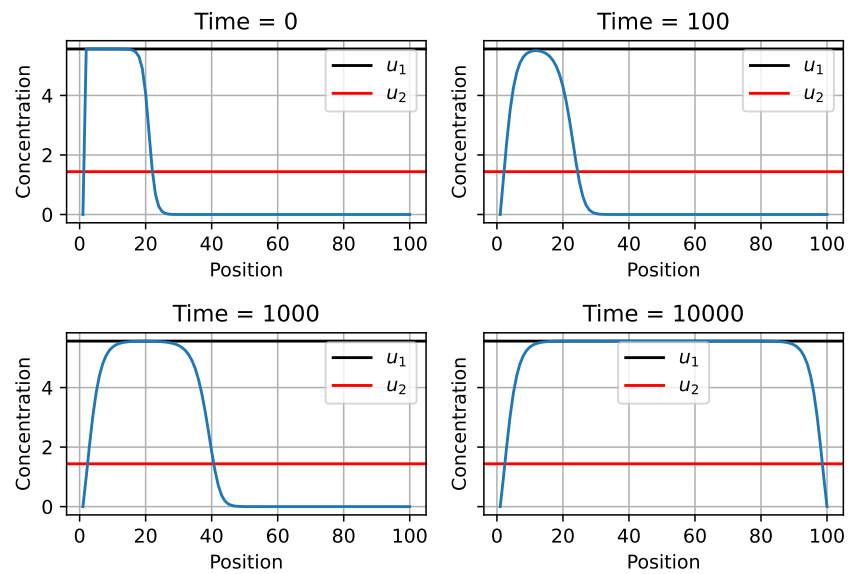 Time = 0
Concentration
4
2
0
u1
u2
0 20 40 60 80 100
Position
Time = 100
Concentration
u1
u2
0 20 40 60 80 100
Position
Time = 1000
Concentration
4
2
0
u1
u2
0 20 40 60 80 100
Position
Time = 10000
Concentration
u1
u2
0 20 40 60 80 100
Position